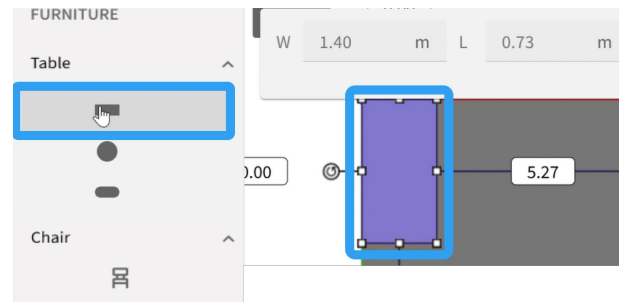 FURNITURE
Table
Chair
W 1.40 m L 0.73 m
0.00
5.27